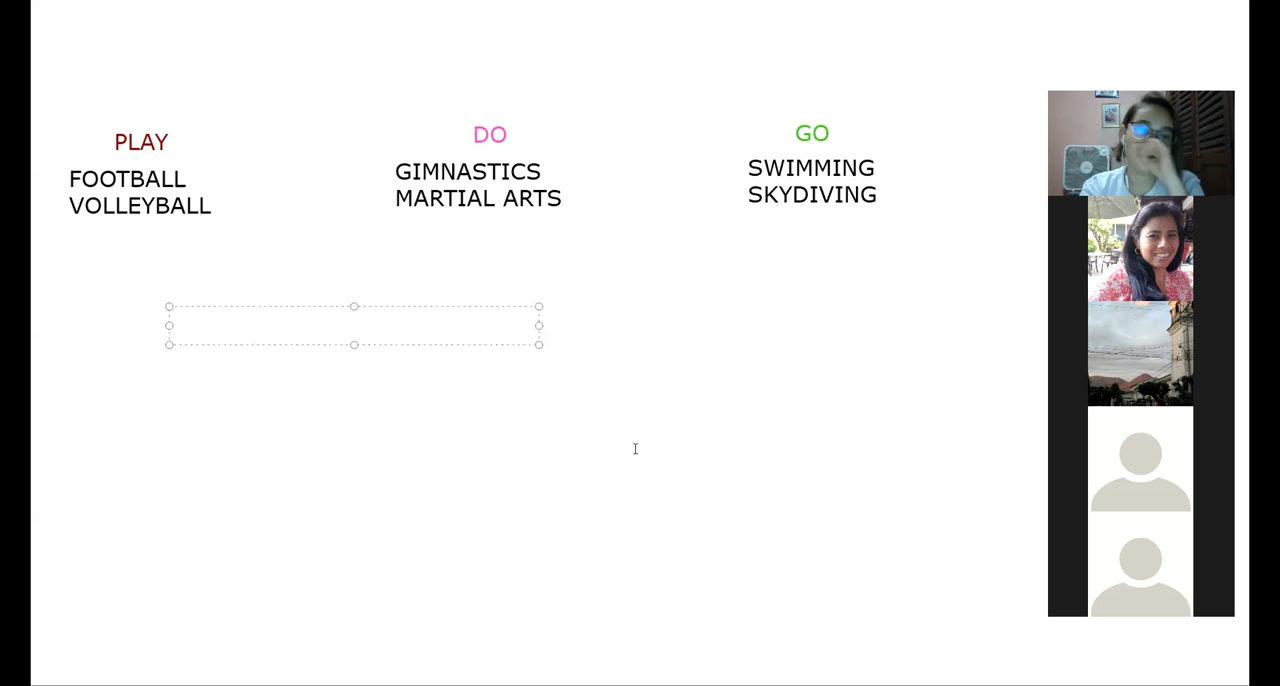 PLAY
FOOTBALL
VOLLEYBALL
DO
GIMNASTICS
MARTIAL ARTS
GO
SWIMMING
SKYDIVING